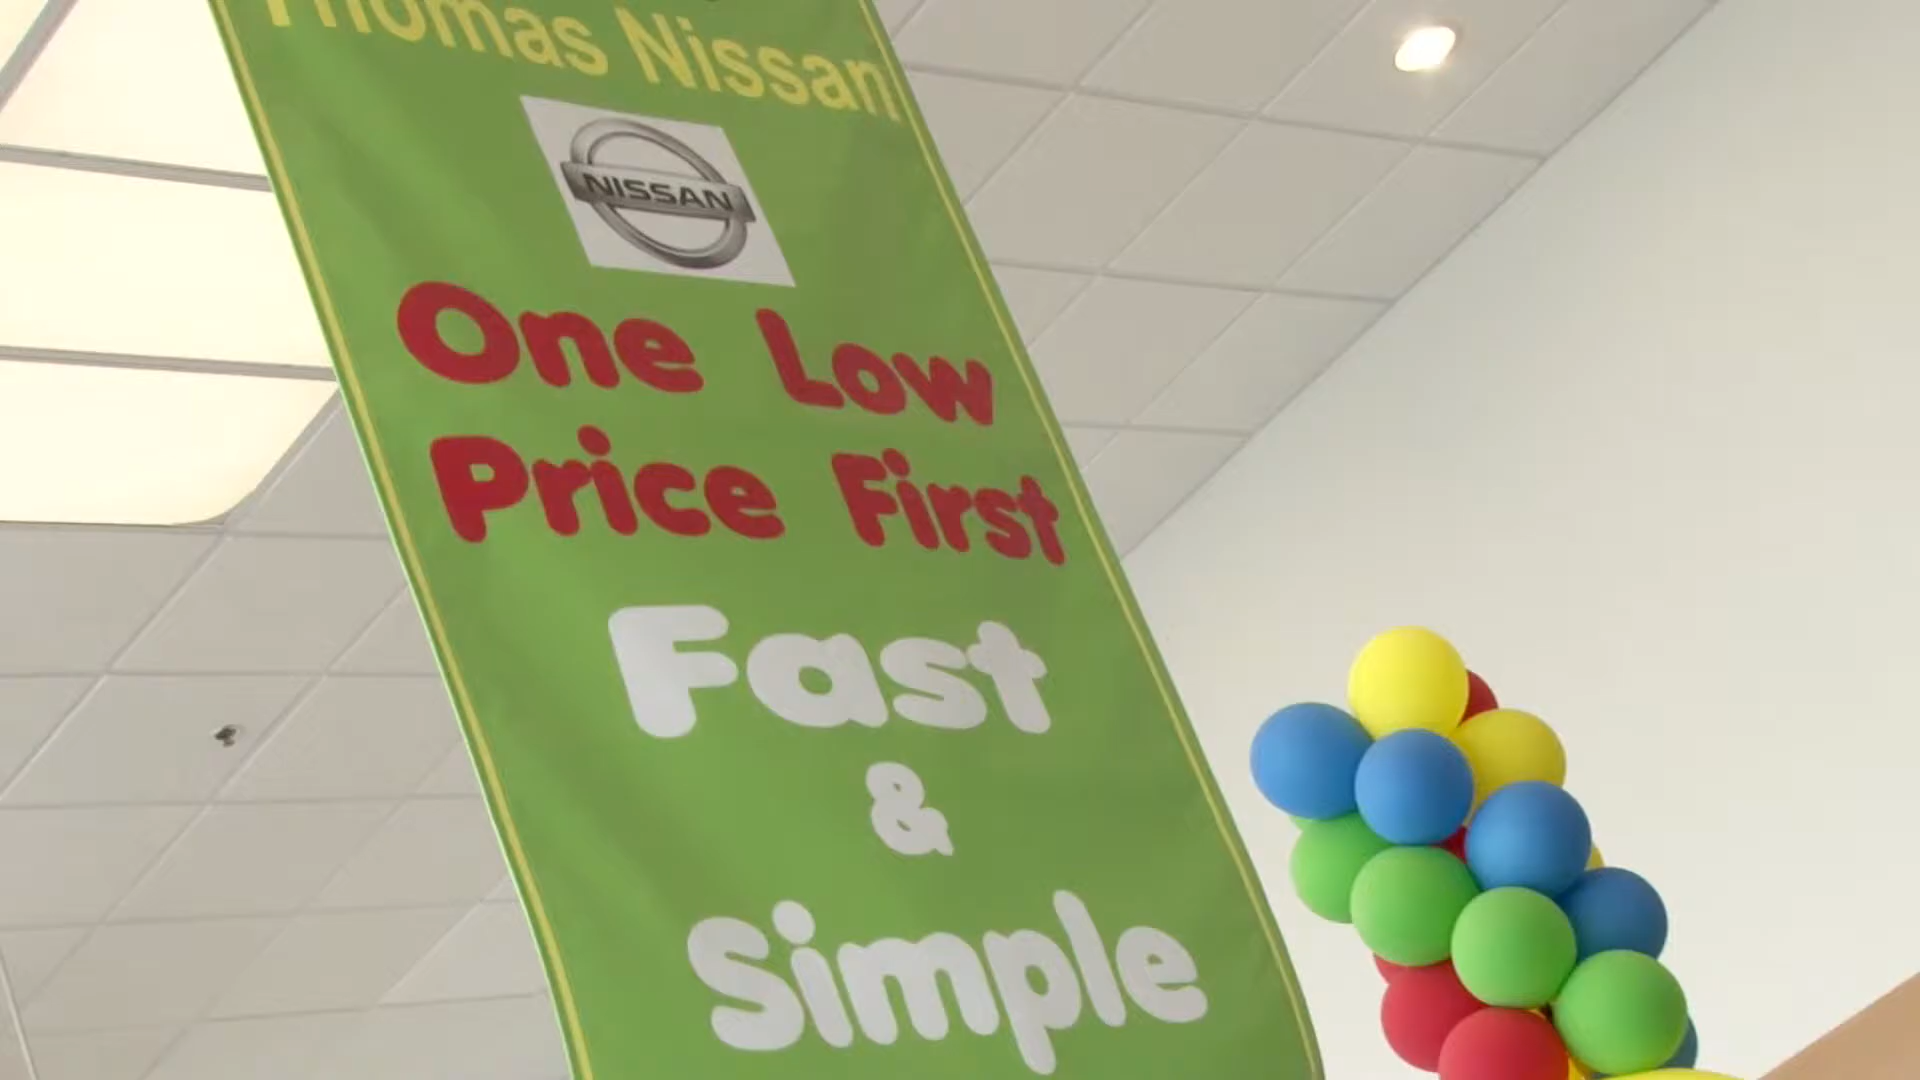 Thomas Nissan
NISSAN
One Low
Price First
Fast
&
Simple